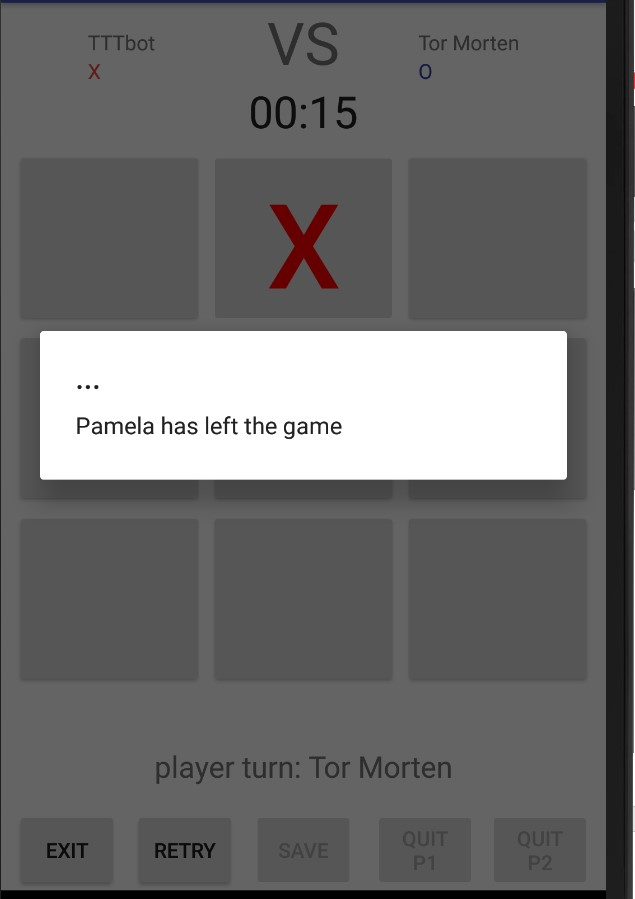 TTTbot
X
VS
Tor Morten
O
00:15
X
...
Pamela has left the game
player turn: Tor Morten
EXIT
RETRY
SAVE
QUIT
P1
QUIT
P2